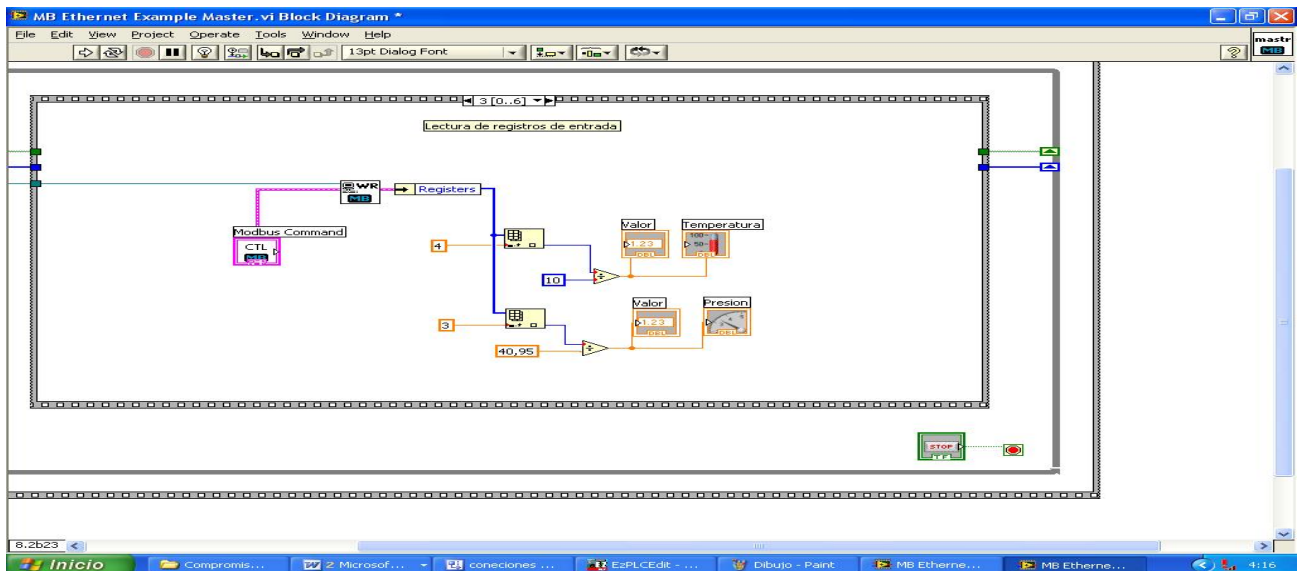 MB Ethernet Example Master.vi Block Diagram *
File Edit View Project Operate Tools Window Help
13pt Dialog Font
mastr
MB
3 [0..6]
Lectura de registros de entrada
WR
MB
Registers
Modbus Command
CTL
MB
4
Valor
Temperatura
1.23
100
50
DBL
DBL
10
Valor
Presion
3
1.23
DBL
DBL
40,95
STOP
TF
8.2b23
Inicio
Compromis...
2 Microsof...
coneciones ...
EzPLCEdit - ...
Dibujo - Paint
MB Etherne...
MB Etherne...
4:16